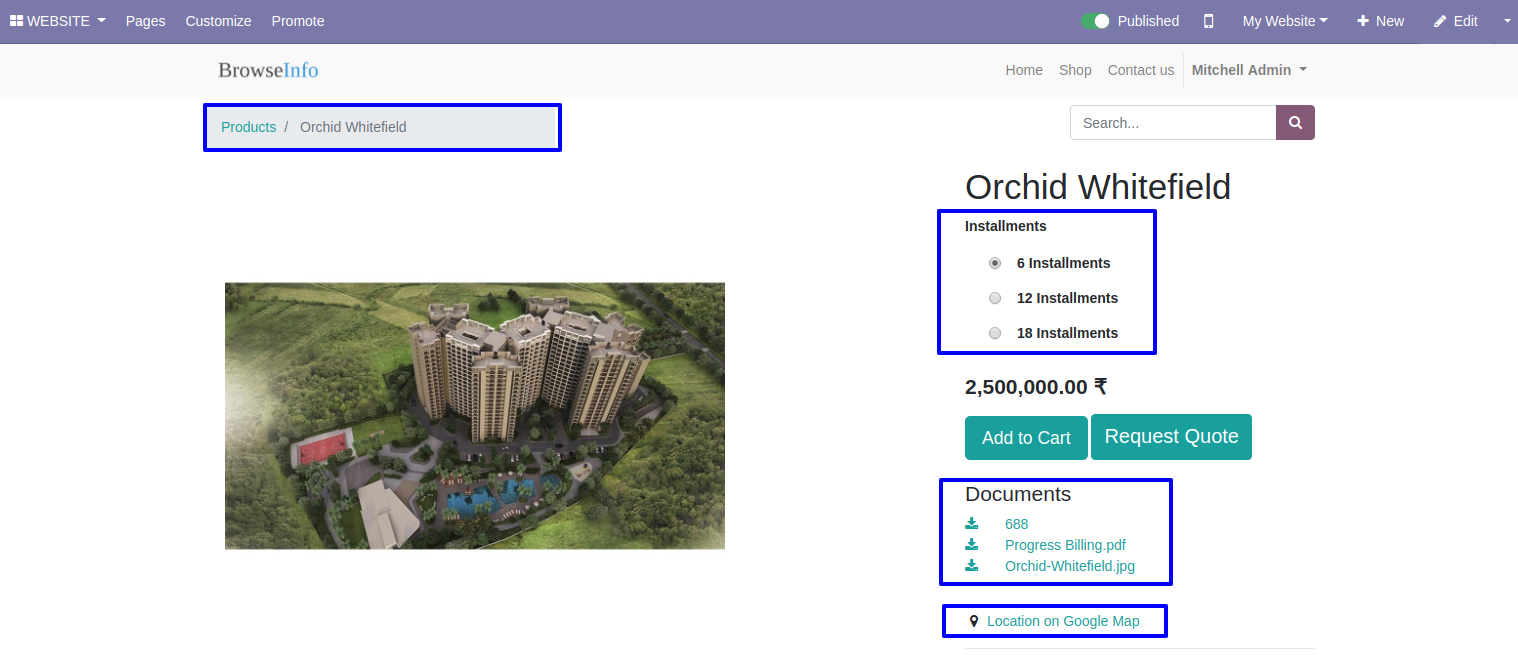 WEBSITE Pages Customize Promote Published My Website New Edit
BrowseInfo Home Shop Contact us Mitchell Admin
Products / Orchid Whitefield Search...
Orchid Whitefield
Installments
6 Installments
12 Installments
18 Installments
2,500,000.00 ₹
Add to Cart Request Quote
Documents
688
Progress Billing.pdf
Orchid-Whitefield.jpg
Location on Google Map